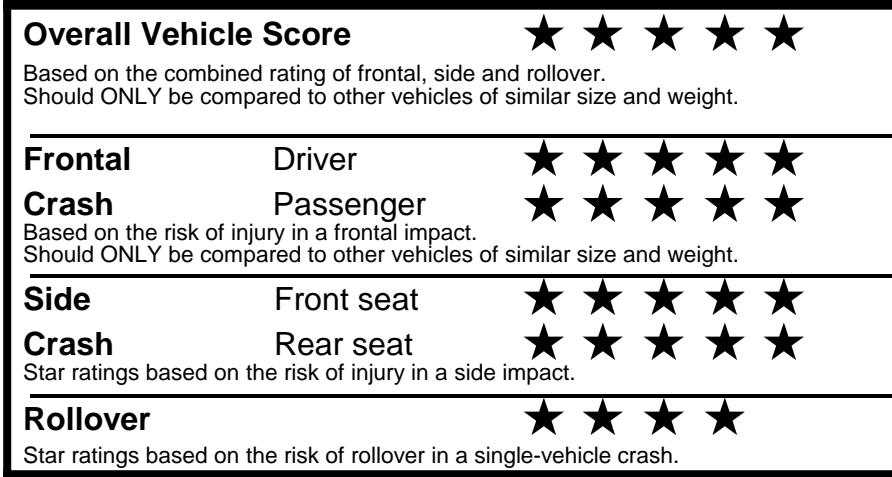 Overall Vehicle Score ★ ★ ★ ★ ★
Based on the combined rating of frontal, side and rollover.
Should ONLY be compared to other vehicles of similar size and weight.
Frontal Driver ★ ★ ★ ★ ★
Crash Passenger ★ ★ ★ ★ ★
Based on the risk of injury in a frontal impact.
Should ONLY be compared to other vehicles of similar size and weight.
Side Front seat ★ ★ ★ ★ ★
Crash Rear seat ★ ★ ★ ★ ★
Star ratings based on the risk of injury in a side impact.
Rollover ★ ★ ★ ★
Star ratings based on the risk of rollover in a single-vehicle crash.